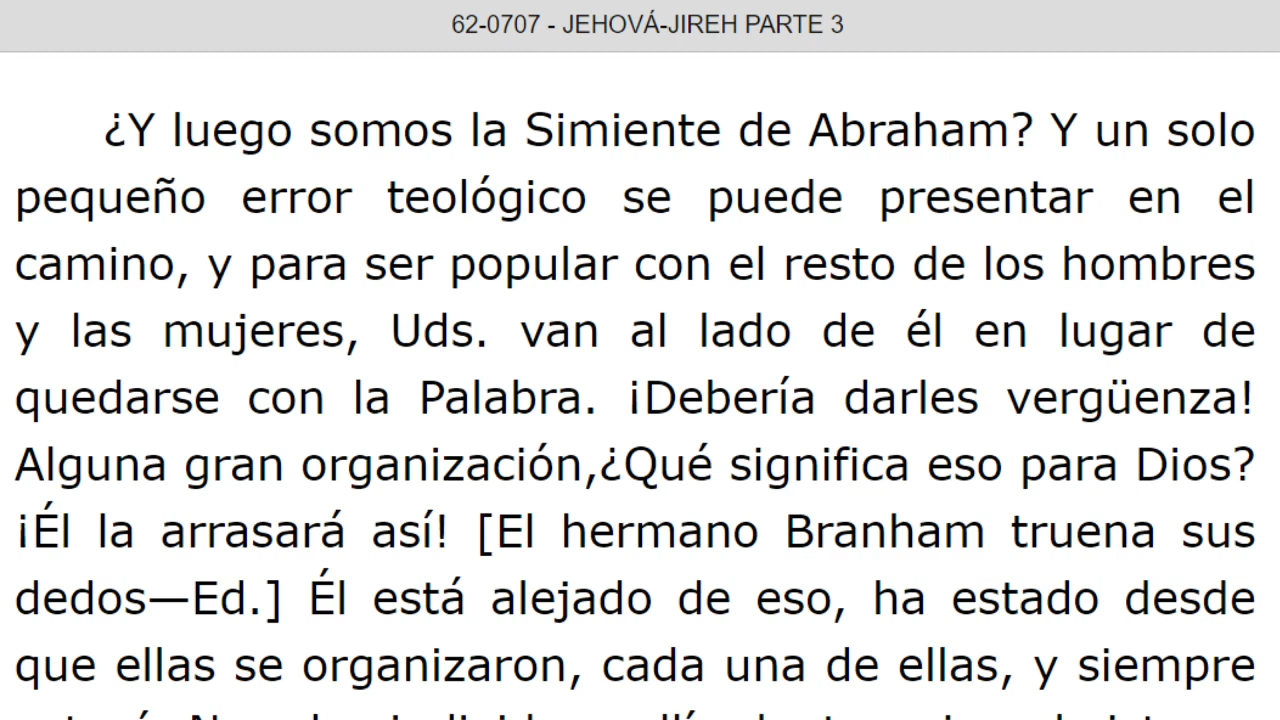 62-0707 - JEHOVÁ-JIREH PARTE 3
¿Y luego somos la Simiente de Abraham? Y un solo
pequeño error teológico se puede presentar en el
camino, y para ser popular con el resto de los hombres
y las mujeres, Uds. van al lado de él en lugar de
quedarse con la Palabra. ¡Debería darles vergüenza!
Alguna gran organización,¿Qué significa eso para Dios?
¡Él la arrasará así! [El hermano Branham truena sus
dedos—Ed.] Él está alejado de eso, ha estado desde
que ellas se organizaron, cada una de ellas, y siempre